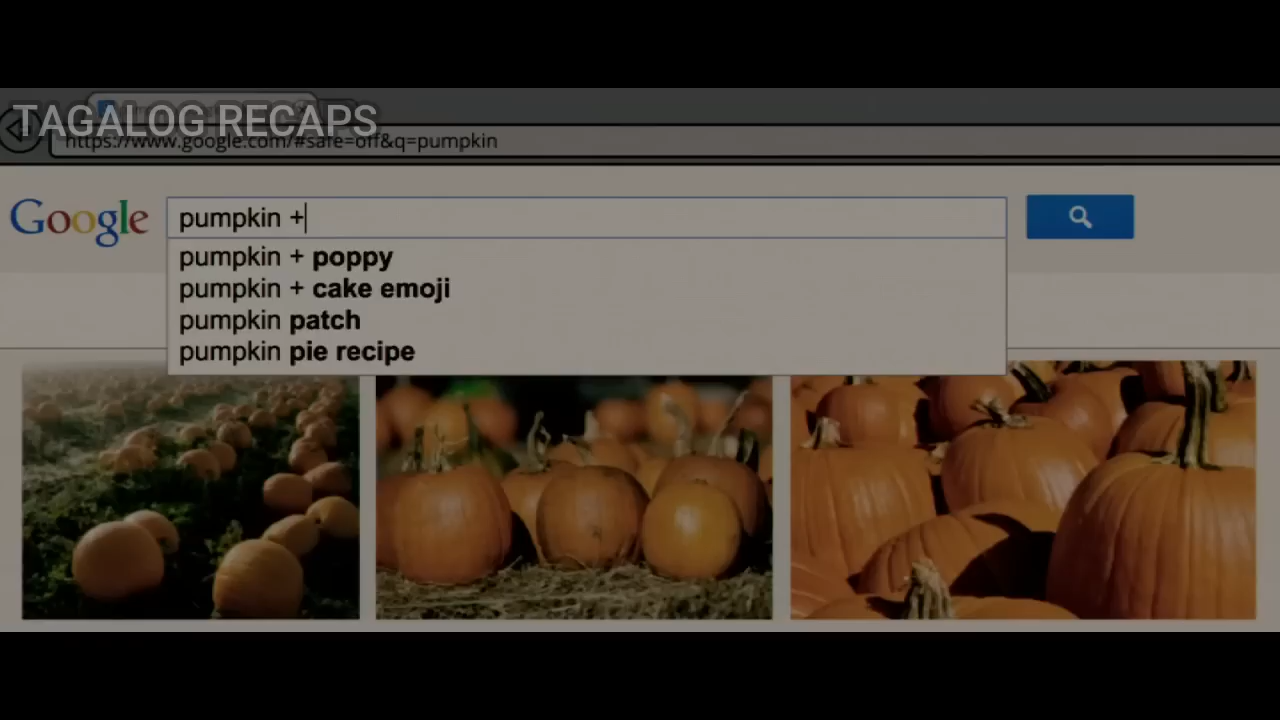 TAGALOG RECAPS
https://www.google.com/#safe=off&q=pumpkin
Google
pumpkin +
pumpkin + poppy
pumpkin + cake emoji
pumpkin patch
pumpkin pie recipe